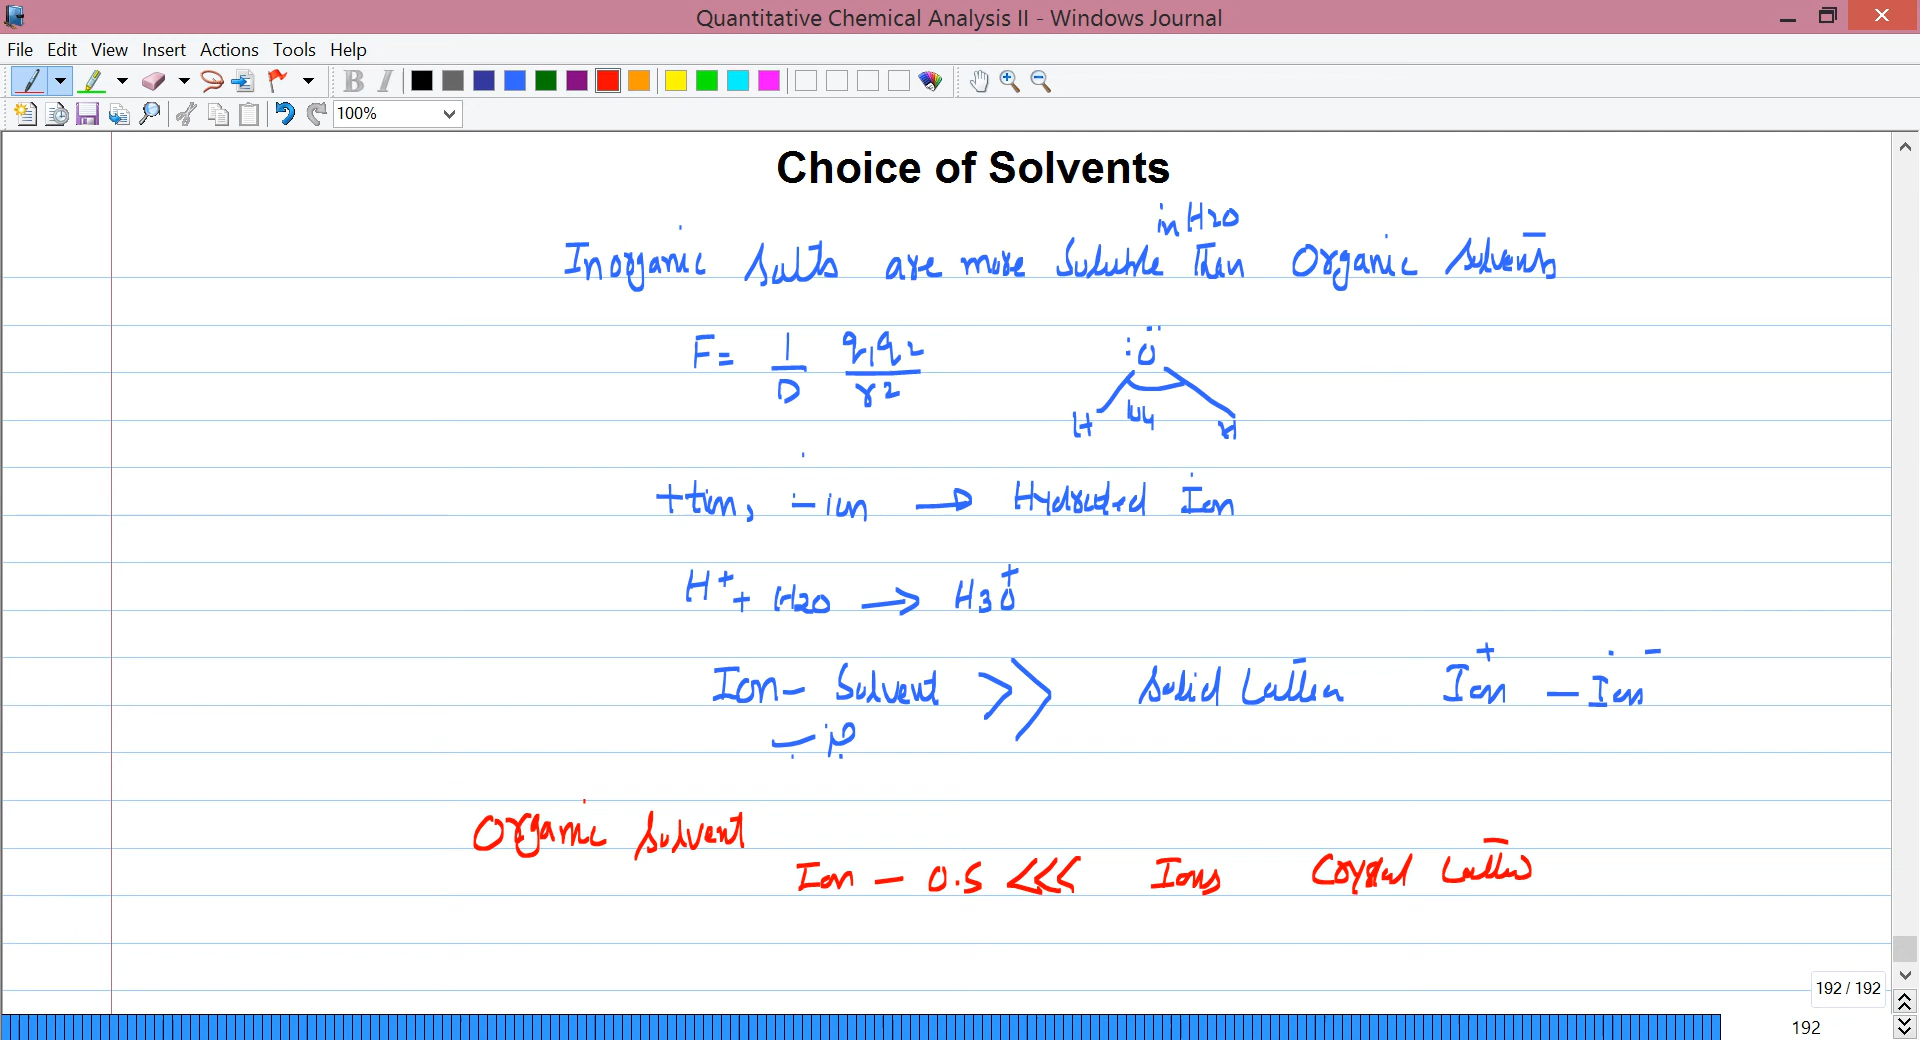 Quantitative Chemical Analysis II - Windows Journal
File Edit View Insert Actions Tools Help
B I
100%
Choice of Solvents
in H2O
Inorganic Salts are more Soluble Than Organic Solvents
F = 1/D q1q2/r2
:Ö
H 104 H
+ion, -ion → Hydrated Ion
H+ + H2O → H3O+
Ion - Solvent >> Solid Lattice Ion+ - Ion-
جزب
Organic Solvent
Ion - O.S <<< Ions Crystal Lattice
192 / 192
192